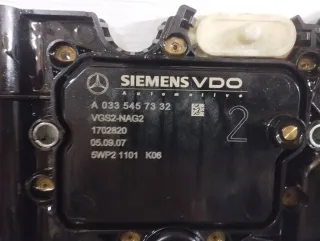 SIEMENS VDO
Automotive
A 033 545 73 32
VGS2-NAG2
1702820
05.09.07
5WP2 1101 K06
2